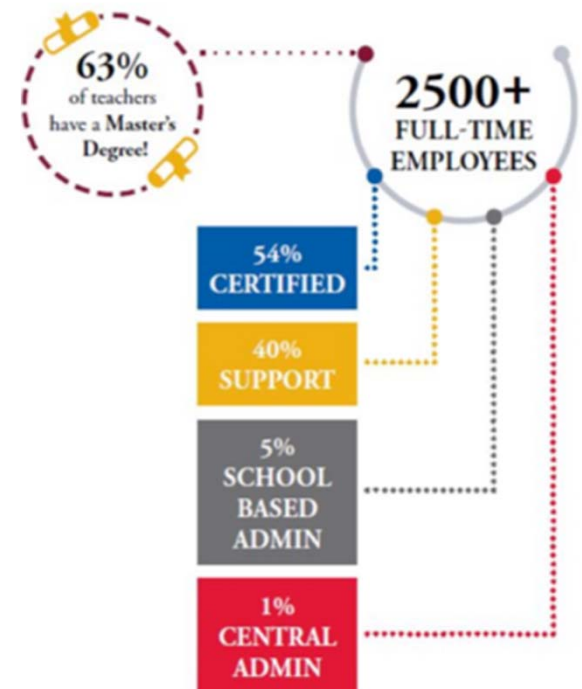 63%
of teachers
have a Master's
Degree!
2500+
FULL-TIME
EMPLOYEES
54%
CERTIFIED
40%
SUPPORT
5%
SCHOOL
BASED
ADMIN
1%
CENTRAL
ADMIN